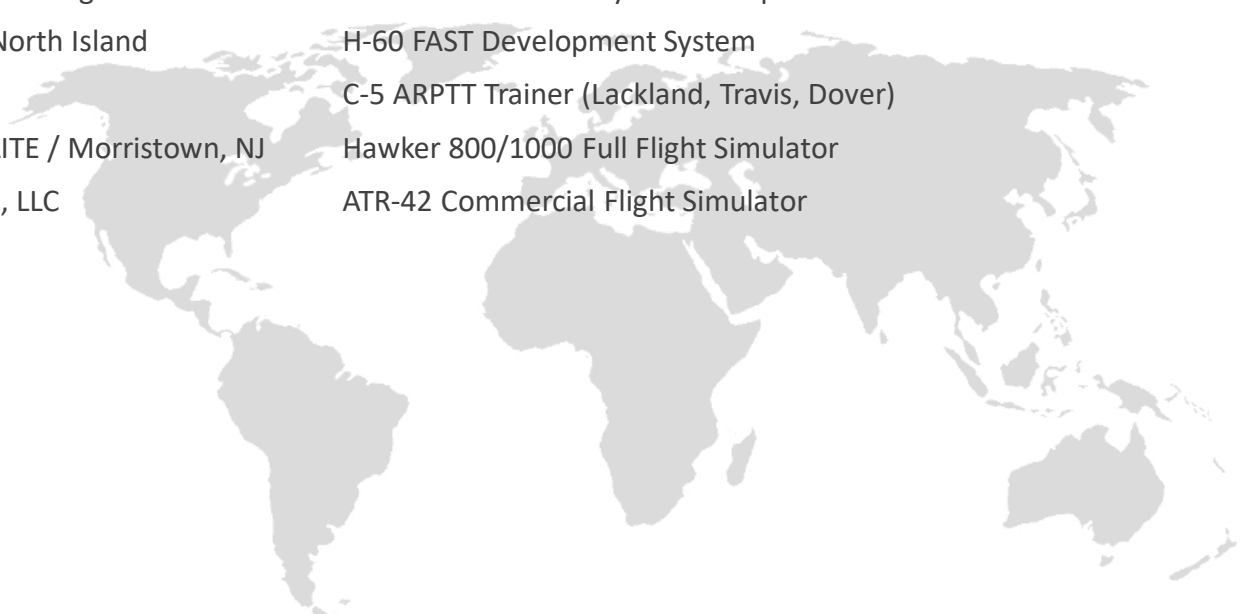 North Island H-60 FAST Development System
C-5 ARPTT Trainer (Lackland, Travis, Dover)
/ Morristown, NJ Hawker 800/1000 Full Flight Simulator
, LLC ATR-42 Commercial Flight Simulator